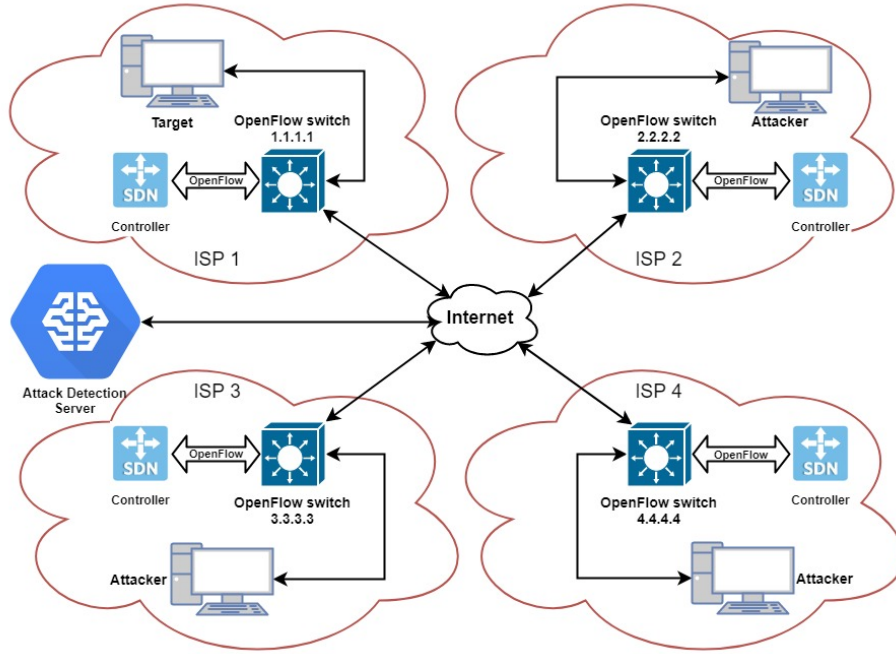 Target
OpenFlow switch
1.1.1.1
SDN
OpenFlow
Controller
ISP 1
OpenFlow switch
2.2.2.2
Attacker
OpenFlow
SDN
Controller
ISP 2
Internet
Attack Detection
Server
ISP 3
SDN
OpenFlow
Controller
OpenFlow switch
3.3.3.3
Attacker
ISP 4
OpenFlow
SDN
Controller
OpenFlow switch
4.4.4.4
Attacker